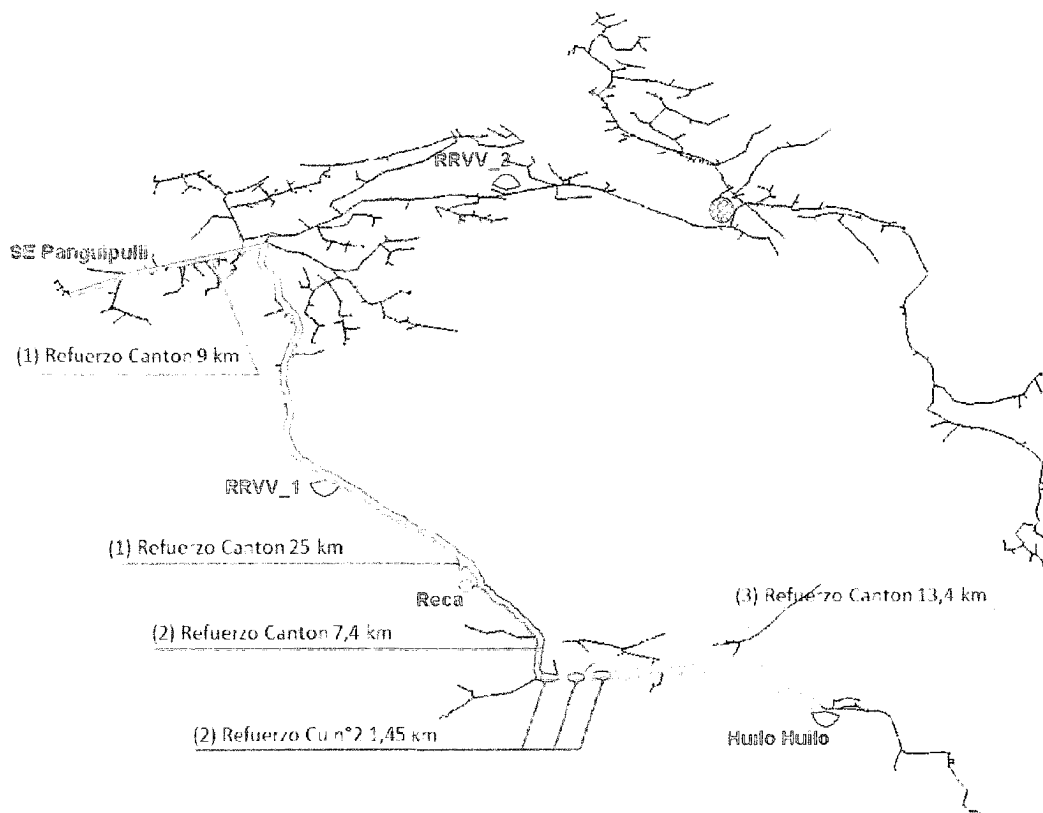 RRVV_2
SE Panguipulli
(1) Refuerzo Canton 9 km
RRVV_1
(1) Refuerzo Canton 25 km
Reca
(3) Refuerzo Canton 13,4 km
(2) Refuerzo Canton 7,4 km
(2) Refuerzo Cu n°2 1,45 km
Huilo Huilo